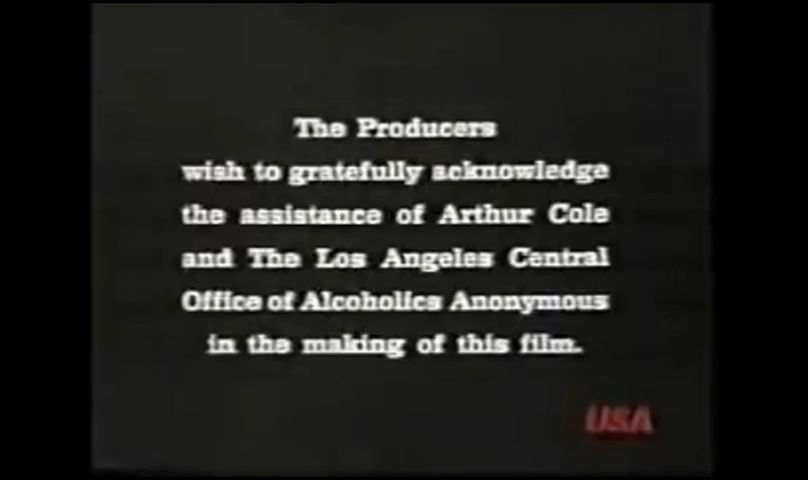 The Producers
wish to gratefully acknowledge
the assistance of Arthur Cole
and The Los Angeles Central
Office of Alcoholics Anonymous
in the making of this film.
USA